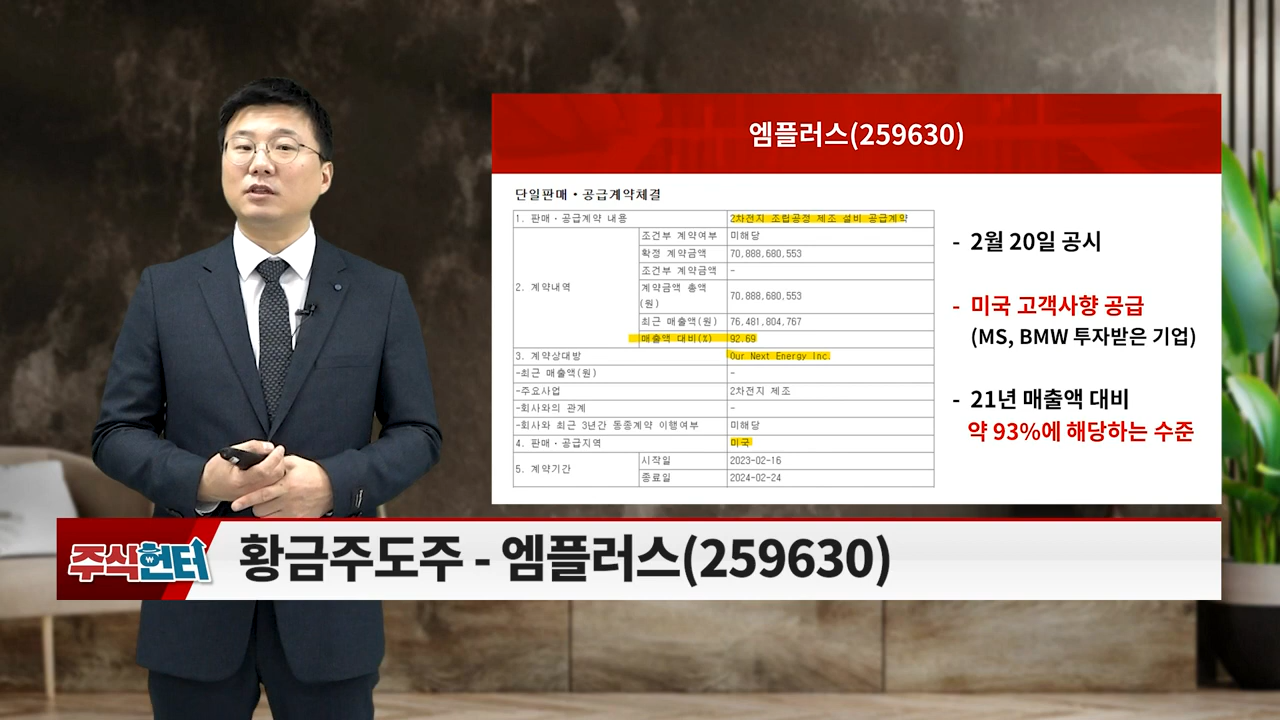 엠플러스(259630)
단일판매·공급계약체결
1. 판매·공급계약 내용 2차전지 조립공정 제조 설비 공급계약
2. 계약내역
조건부 계약여부 미해당
확정 계약금액 70,888,680,553
조건부 계약금액 -
계약금액 총액(원) 70,888,680,553
최근 매출액(원) 76,481,804,767
매출액 대비(%) 92.69
3. 계약상대방 Our Next Energy Inc.
-최근 매출액(원) -
-주요사업 2차전지 제조
-회사와의 관계 -
-회사와 최근 3년간 동종계약 이행여부 미해당
4. 판매·공급지역 미국
5. 계약기간
시작일 2023-02-16
종료일 2024-02-24
- 2월 20일 공시
- 미국 고객사향 공급
(MS, BMW 투자받은 기업)
- 21년 매출액 대비
약 93%에 해당하는 수준
주식헌터 황금주도주 - 엠플러스(259630)